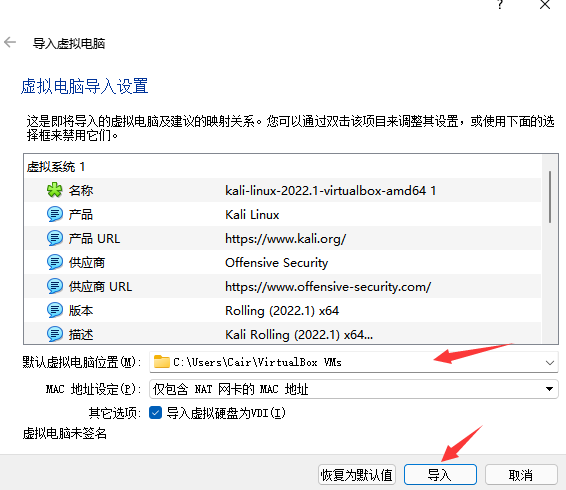 ?
导入虚拟电脑
虚拟电脑导入设置
这是即将导入的虚拟电脑及建议的映射关系。您可以通过双击该项目来调整其设置，或使用下面的选
择框来禁用它们。
虚拟系统 1
名称 kali-linux-2022.1-virtualbox-amd64 1
产品 Kali Linux
产品 URL https://www.kali.org/
供应商 Offensive Security
供应商 URL https://www.offensive-security.com/
版本 Rolling (2022.1) x64
描述 Kali Rolling (2022.1) x64...
默认虚拟电脑位置(M): C:\Users\Cair\VirtualBox VMs
MAC 地址设定(P): 仅包含 NAT 网卡的 MAC 地址
其它选项: 导入虚拟硬盘为VDI(I)
虚拟电脑未签名
恢复为默认值 导入 取消